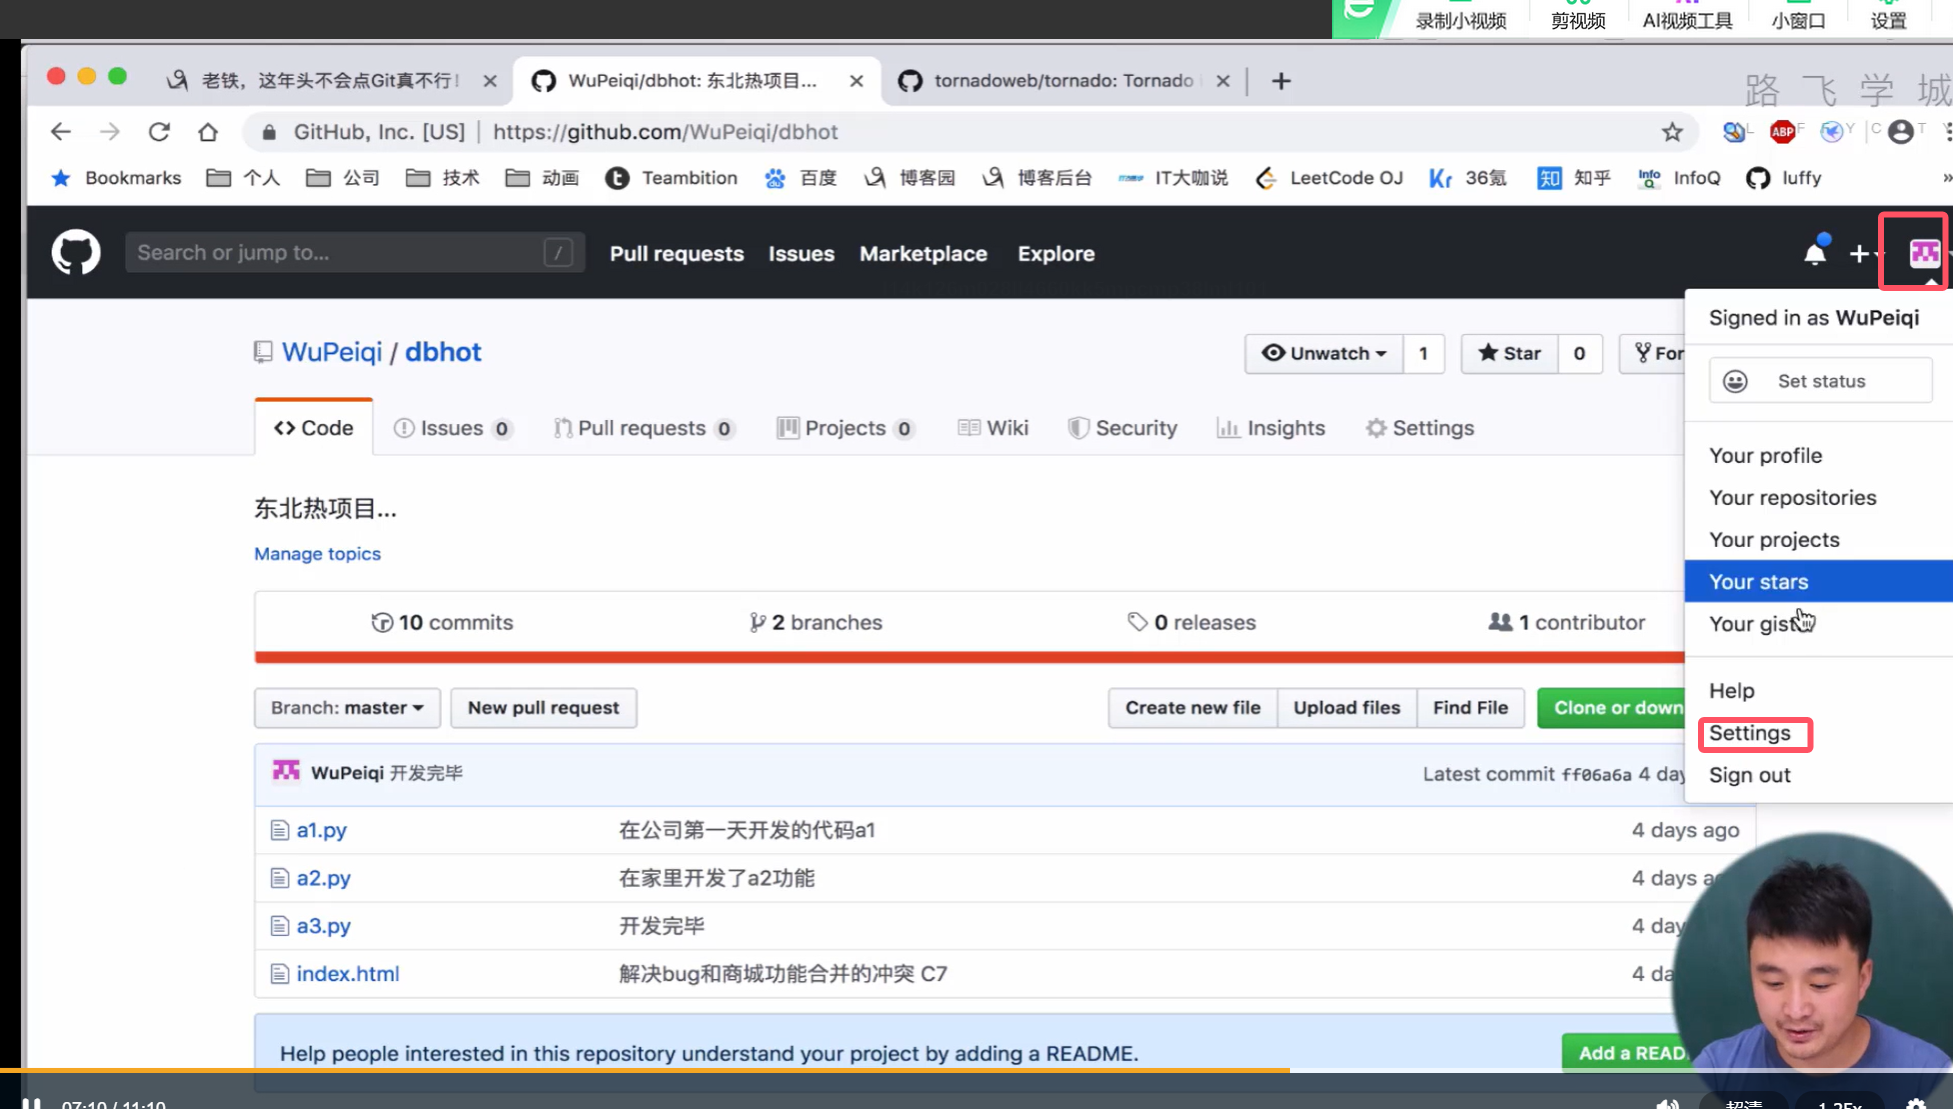 录制小视频 剪视频 AI视频工具 小窗口 设置
老铁，这年头不会点Git真不行！ WuPeiqi/dbhot: 东北热项目... tornadoweb/tornado: Tornado
路飞学城
GitHub, Inc. [US] | https://github.com/WuPeiqi/dbhot
ABP
Bookmarks 个人 公司 技术 动画 Teambition 百度 博客园 博客后台 IT大咖说 LeetCode OJ 36氪 知乎 InfoQ luffy »
Search or jump to... / Pull requests Issues Marketplace Explore
Signed in as WuPeiqi
WuPeiqi / dbhot
Unwatch 1 Star 0 For
Set status
Code Issues 0 Pull requests 0 Projects 0 Wiki Security Insights Settings
Your profile
Your repositories
东北热项目...
Your projects
Manage topics
Your stars
10 commits 2 branches 0 releases 1 contributor
Your gist
Help
Branch: master New pull request Create new file Upload files Find File Clone or down
Settings
WuPeiqi 开发完毕 Latest commit ff06a6a 4 day
Sign out
a1.py 在公司第一天开发的代码a1 4 days ago
a2.py 在家里开发了a2功能 4 days a
a3.py 开发完毕 4 day
index.html 解决bug和商城功能合并的冲突 C7 4 da
Help people interested in this repository understand your project by adding a README. Add a READ
07:10 / 11:10 超清 1.25x